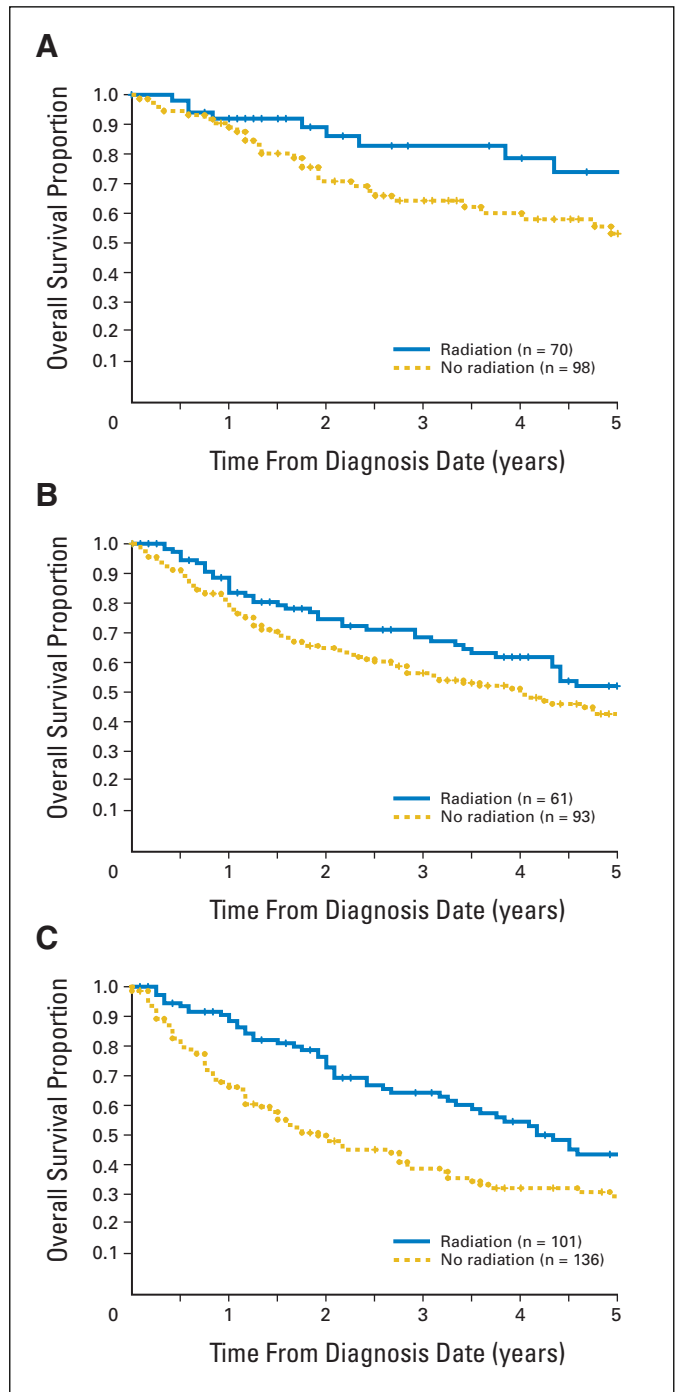 A
Overall Survival Proportion
1.0
0.9
0.8
0.7
0.6
0.5
0.4
0.3
0.2
0.1
Radiation (n = 70)
No radiation (n = 98)
0 1 2 3 4 5
Time From Diagnosis Date (years)
B
Overall Survival Proportion
1.0
0.9
0.8
0.7
0.6
0.5
0.4
0.3
0.2
0.1
Radiation (n = 61)
No radiation (n = 93)
0 1 2 3 4 5
Time From Diagnosis Date (years)
C
Overall Survival Proportion
1.0
0.9
0.8
0.7
0.6
0.5
0.4
0.3
0.2
0.1
Radiation (n = 101)
No radiation (n = 136)
0 1 2 3 4 5
Time From Diagnosis Date (years)